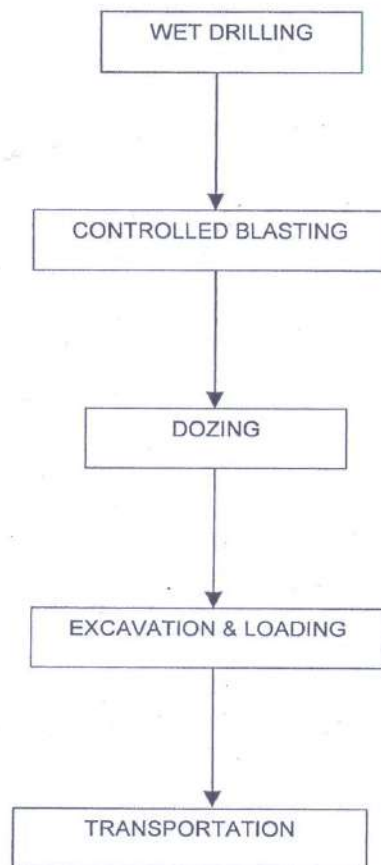 WET DRILLING
CONTROLLED BLASTING
DOZING
EXCAVATION & LOADING
TRANSPORTATION